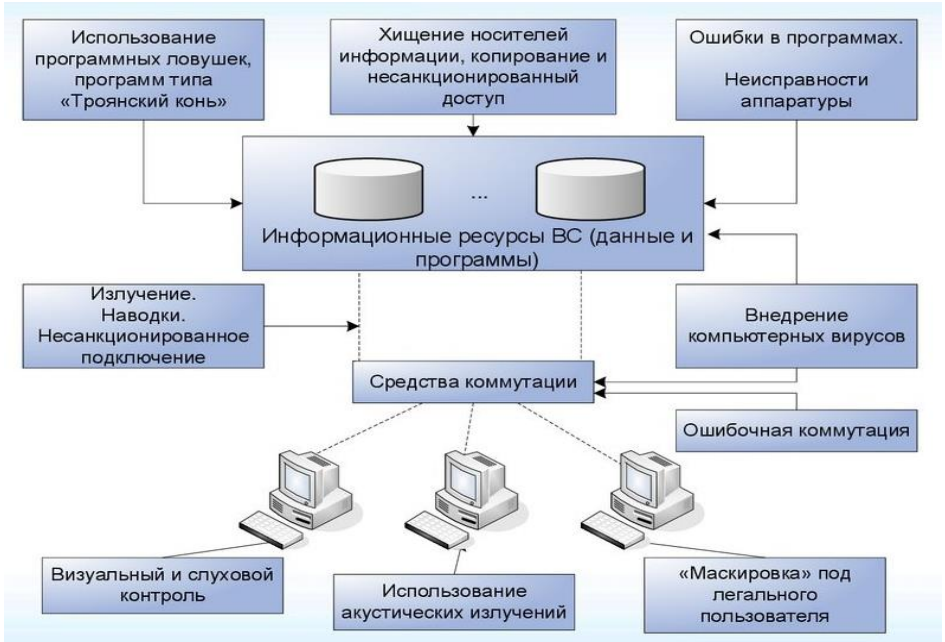 Использование
программных ловушек,
программ типа
«Троянский конь»
Хищение носителей
информации, копирование и
несанкционированный
доступ
Ошибки в программах.
Неисправности
аппаратуры
...
Информационные ресурсы ВС (данные и
программы)
Излучение.
Наводки.
Несанкционированное
подключение
Внедрение
компьютерных вирусов
Средства коммутации
Ошибочная коммутация
Визуальный и слуховой
контроль
Использование
акустических излучений
«Маскировка» под
легального
пользователя